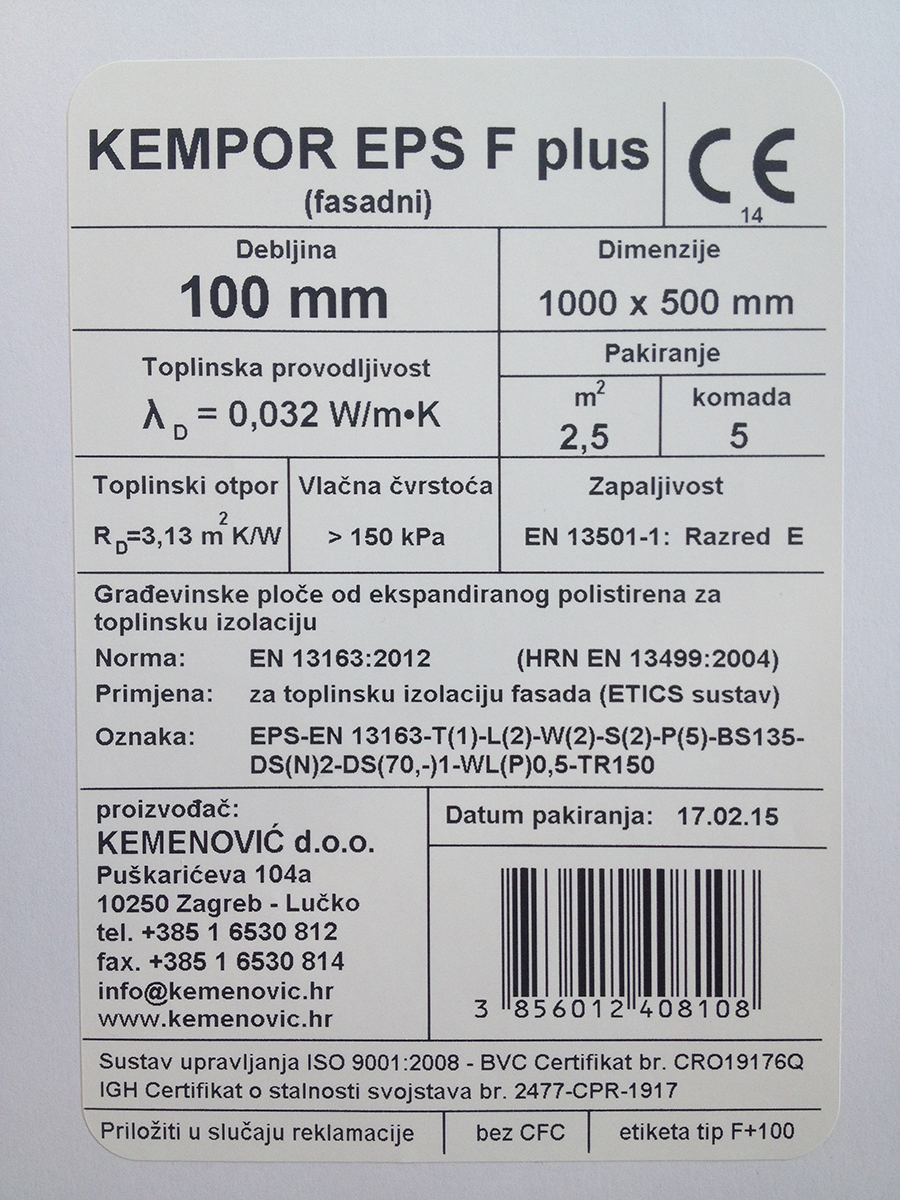 KEMPOR EPS F plus
(fasadni)
CE
14
Debljina
100 mm
Dimenzije
1000 x 500 mm
Toplinska provodljivost
λD = 0,032 W/m•K
Pakiranje
m²
2,5
komada
5
Toplinski otpor
RD=3,13 m²K/W
Vlačna čvrstoća
> 150 kPa
Zapaljivost
EN 13501-1: Razred E
Građevinske ploče od ekspandiranog polistirena za
toplinsku izolaciju
Norma: EN 13163:2012 (HRN EN 13499:2004)
Primjena: za toplinsku izolaciju fasada (ETICS sustav)
Oznaka: EPS-EN 13163-T(1)-L(2)-W(2)-S(2)-P(5)-BS135-
DS(N)2-DS(70,-)1-WL(P)0,5-TR150
proizvođač:
KEMENOVIĆ d.o.o.
Puškarićeva 104a
10250 Zagreb - Lučko
tel. +385 1 6530 812
fax. +385 1 6530 814
info@kemenovic.hr
www.kemenovic.hr
Datum pakiranja: 17.02.15
3 856012 408108
Sustav upravljanja ISO 9001:2008 - BVC Certifikat br. CRO19176Q
IGH Certifikat o stalnosti svojstava br. 2477-CPR-1917
Priložiti u slučaju reklamacije
bez CFC
etiketa tip F+100